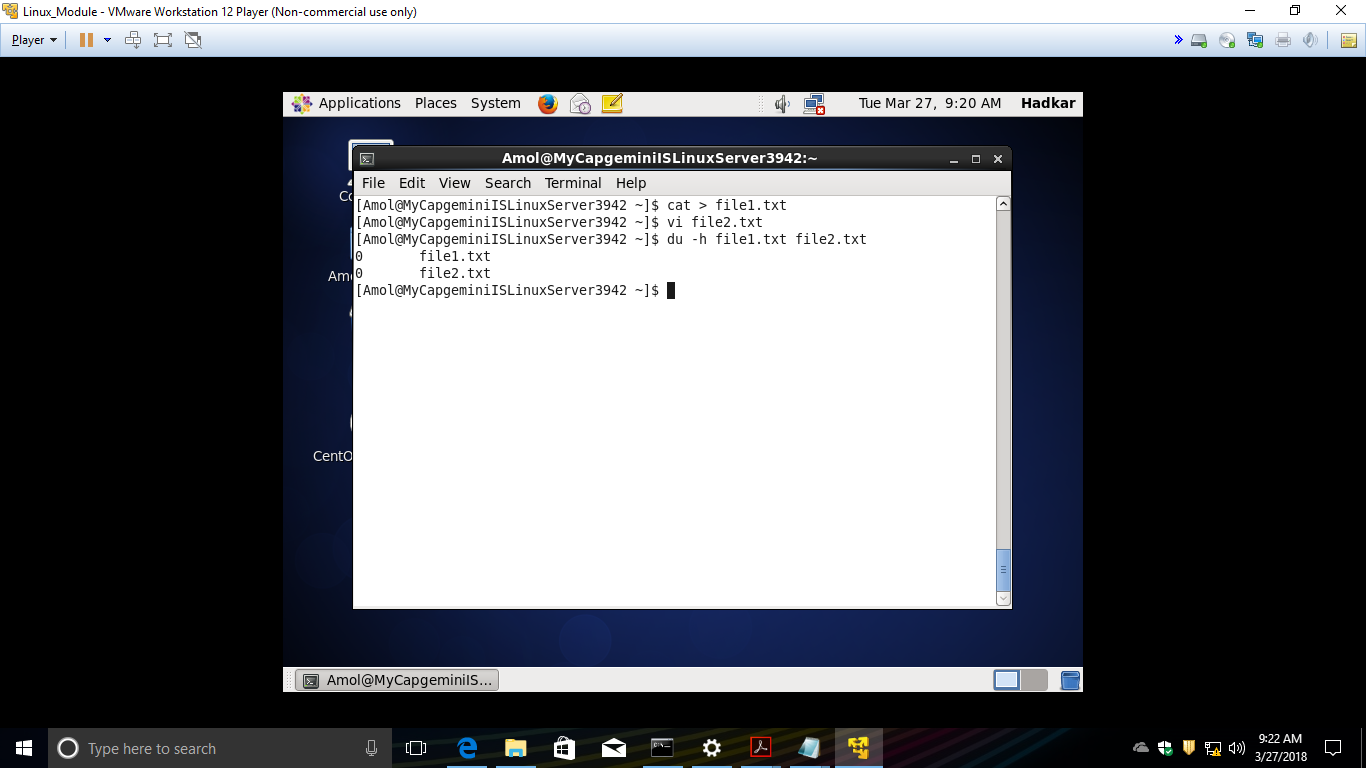 Linux_Module - VMware Workstation 12 Player (Non-commercial use only)
Player
Applications Places System Tue Mar 27, 9:20 AM Hadkar
Amol@MyCapgeminiISLinuxServer3942:~
File Edit View Search Terminal Help
[Amol@MyCapgeminiISLinuxServer3942 ~]$ cat > file1.txt
[Amol@MyCapgeminiISLinuxServer3942 ~]$ vi file2.txt
[Amol@MyCapgeminiISLinuxServer3942 ~]$ du -h file1.txt file2.txt
0 file1.txt
0 file2.txt
[Amol@MyCapgeminiISLinuxServer3942 ~]$
Co
Amo
CentO
Amol@MyCapgeminiIS...
Type here to search
9:22 AM
3/27/2018